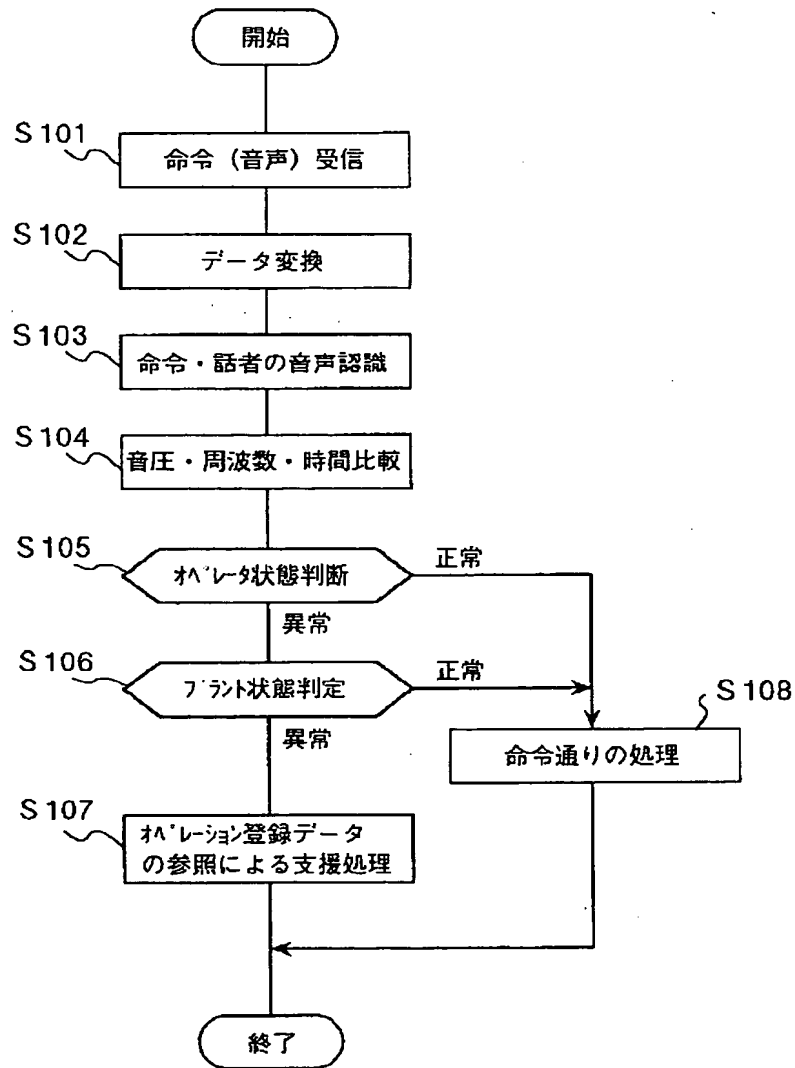 開始
S101
命令（音声）受信
S102
データ変換
S103
命令・話者の音声認識
S104
音圧・周波数・時間比較
S105
ｵﾍﾟﾚｰﾀ状態判断
正常
異常
S106
ﾌﾟﾗﾝﾄ状態判定
正常
異常
S108
命令通りの処理
S107
ｵﾍﾟﾚｰｼｮﾝ登録データ
の参照による支援処理
終了